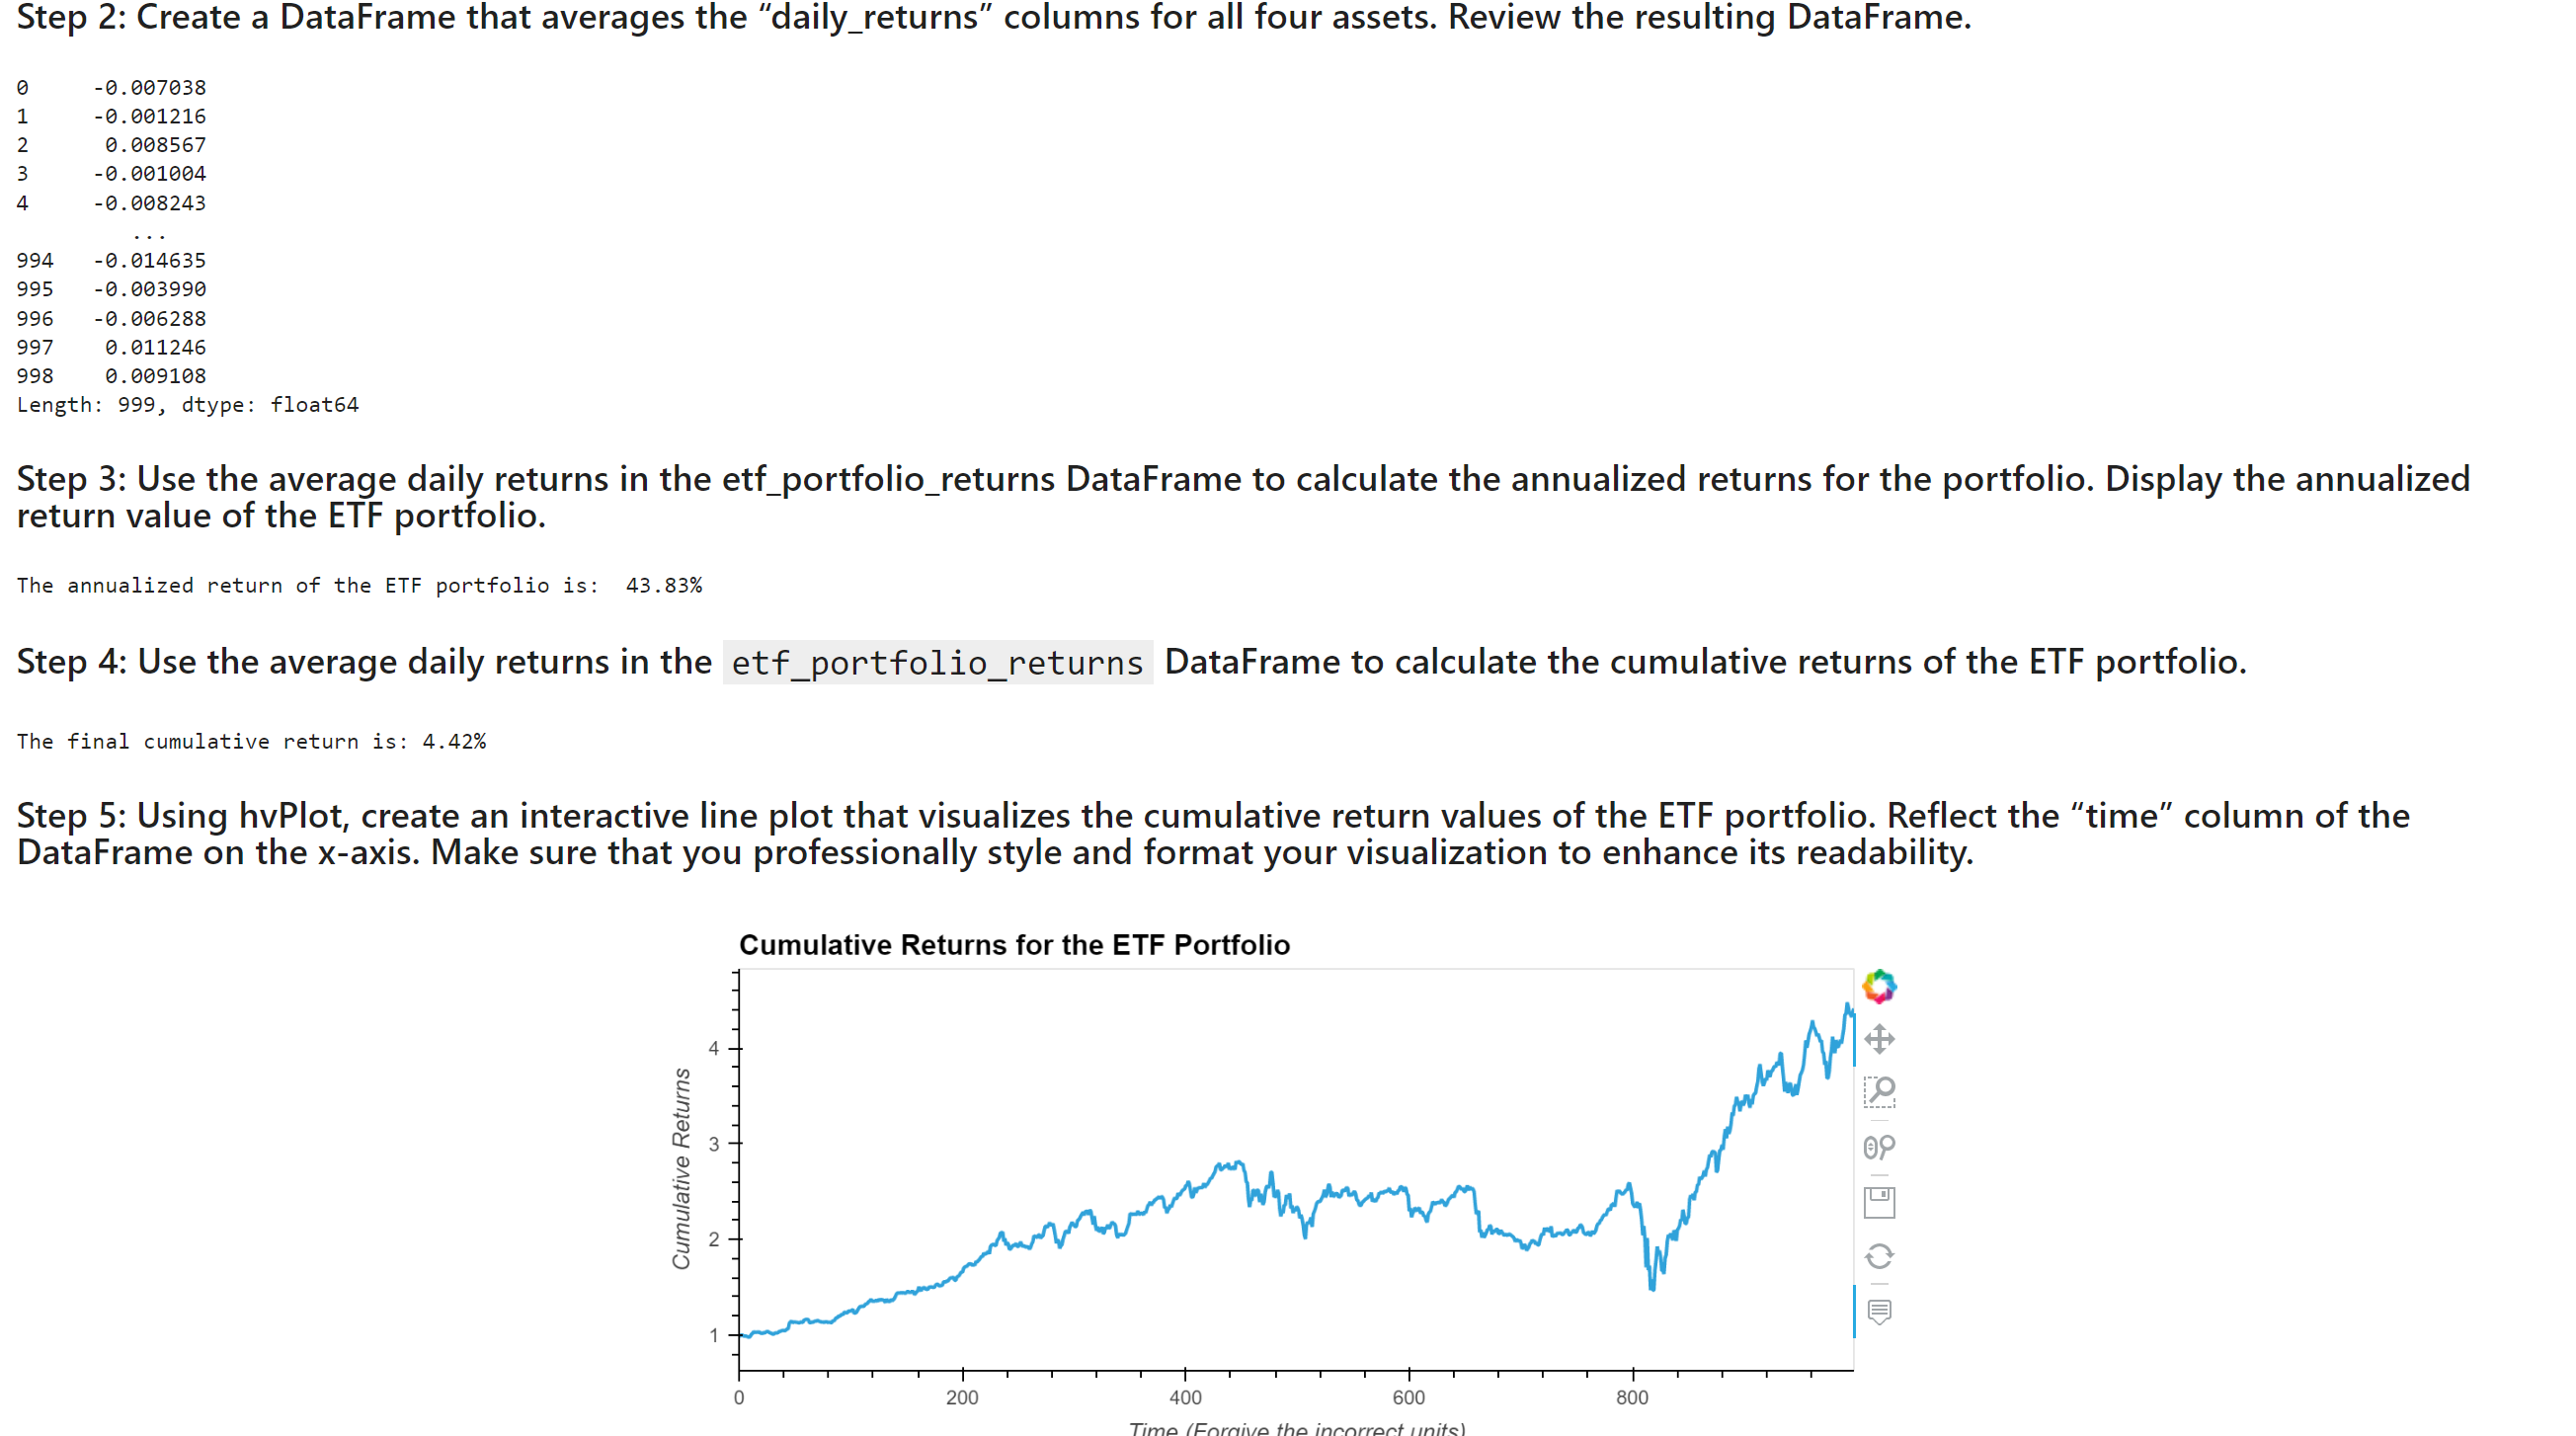 Step 2: Create a DataFrame that averages the “daily_returns” columns for all four assets. Review the resulting DataFrame.
0 -0.007038
1 -0.001216
2 0.008567
3 -0.001004
4 -0.008243
...
994 -0.014635
995 -0.003990
996 -0.006288
997 0.011246
998 0.009108
Length: 999, dtype: float64
Step 3: Use the average daily returns in the etf_portfolio_returns DataFrame to calculate the annualized returns for the portfolio. Display the annualized
return value of the ETF portfolio.
The annualized return of the ETF portfolio is: 43.83%
Step 4: Use the average daily returns in the etf_portfolio_returns DataFrame to calculate the cumulative returns of the ETF portfolio.
The final cumulative return is: 4.42%
Step 5: Using hvPlot, create an interactive line plot that visualizes the cumulative return values of the ETF portfolio. Reflect the “time” column of the
DataFrame on the x-axis. Make sure that you professionally style and format your visualization to enhance its readability.
Cumulative Returns for the ETF Portfolio
Cumulative Returns
4
3
2
1
0 200 400 600 800
Time (Forgive the incorrect units)